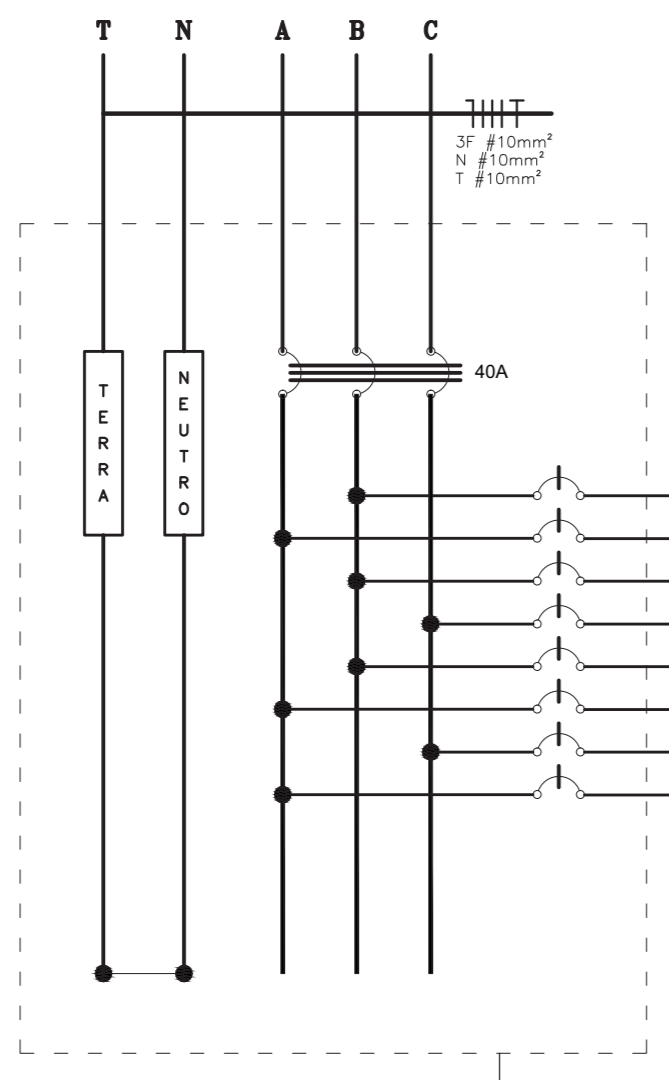 T N A B C
3F #10mm²
N #10mm²
T #10mm²
40A
TERRA
NEUTRO